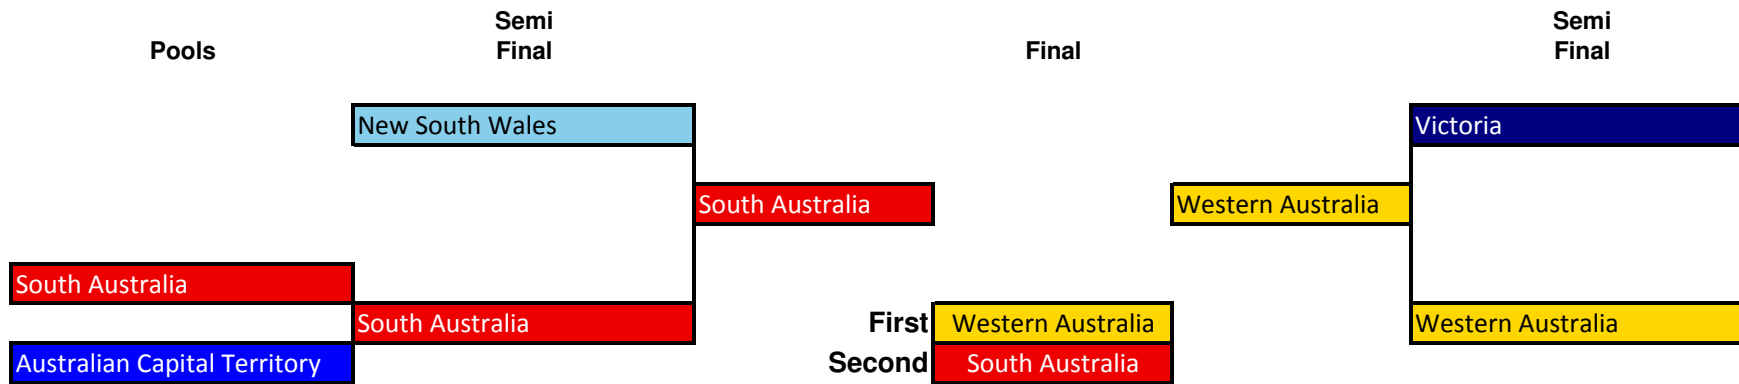 Pools
Semi
Final
Final
Semi
Final
New South Wales
Victoria
South Australia
Western Australia
South Australia
South Australia
First Western Australia
Western Australia
Australian Capital Territory
Second South Australia